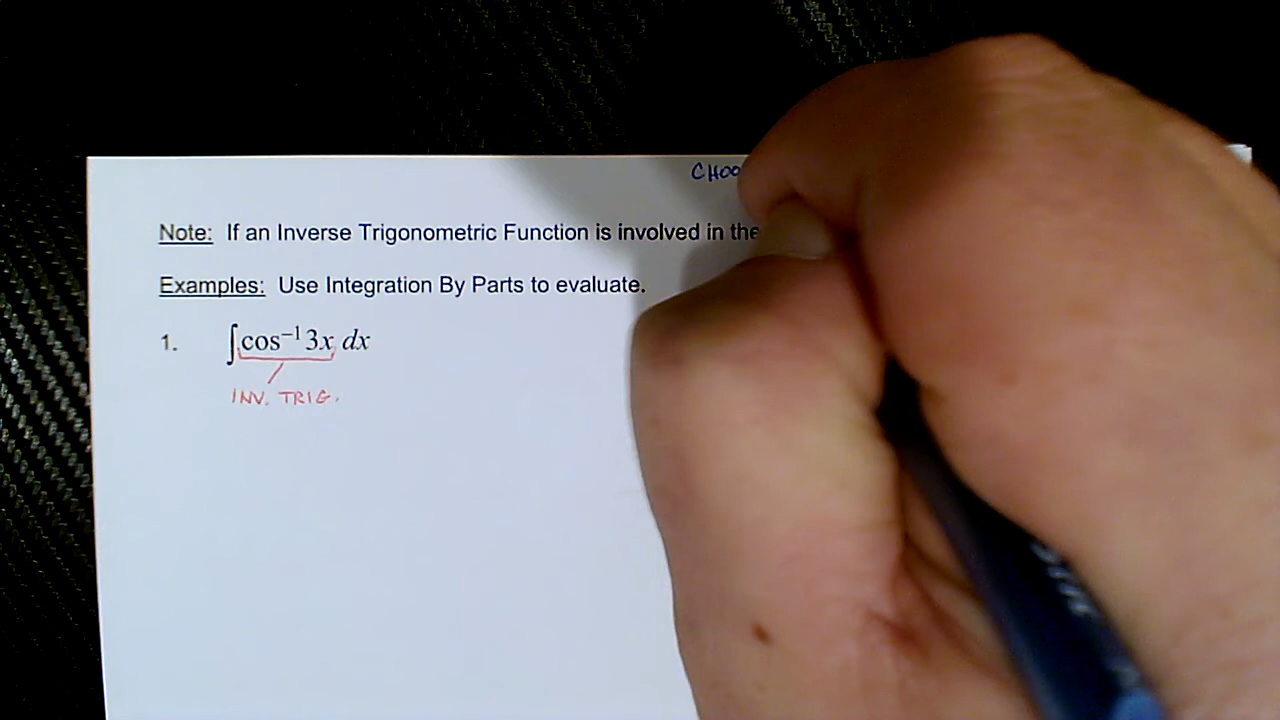 CHOO
Note: If an Inverse Trigonometric Function is involved in the
Examples: Use Integration By Parts to evaluate.
1. ∫cos⁻¹3x dx
INV. TRIG.